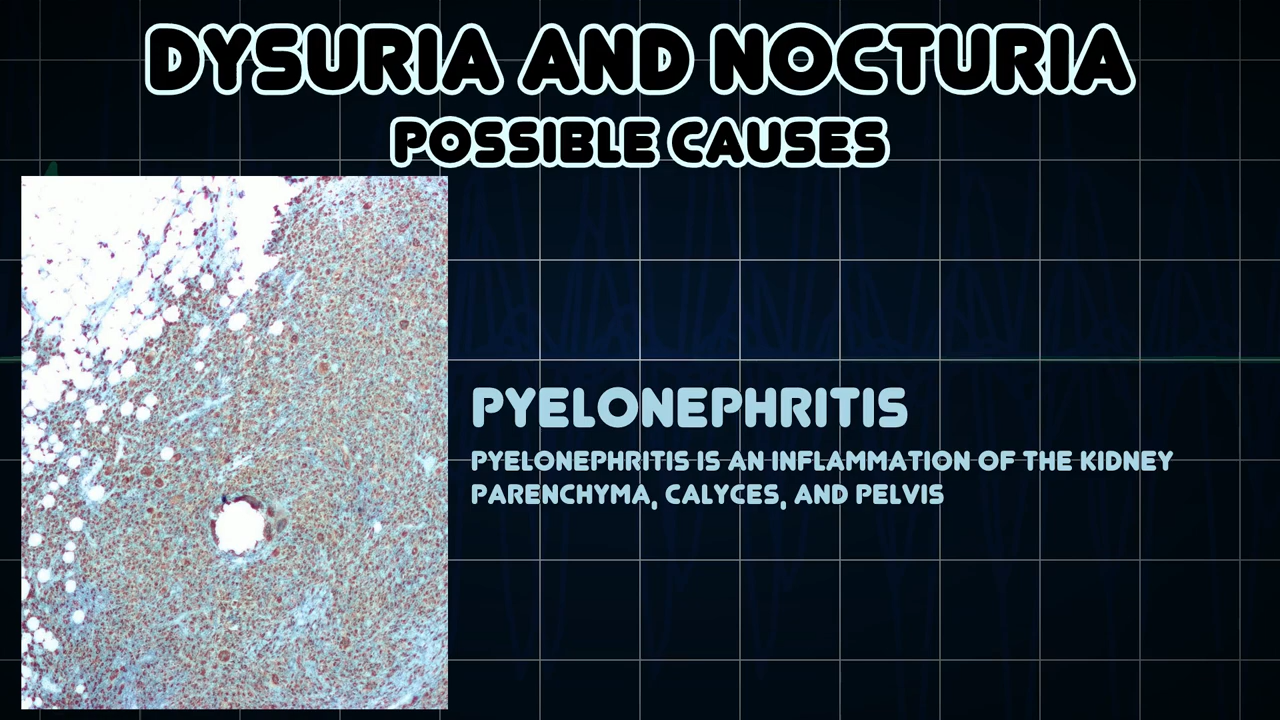 DYSURIA AND NOCTURIA
POSSIBLE CAUSES
PYELONEPHRITIS
PYELONEPHRITIS IS AN INFLAMMATION OF THE KIDNEY
PARENCHYMA, CALYCES, AND PELVIS